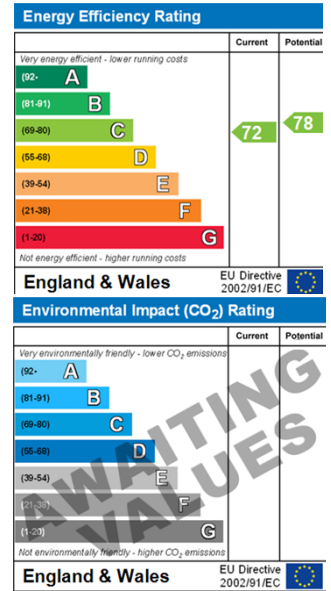 Energy Efficiency Rating
Current Potential
Very energy efficient - lower running costs
(92- A
(81-91) B
(69-80) C
72 78
(55-68) D
(39-54) E
(21-38) F
(1-20) G
Not energy efficient - higher running costs
England & Wales
EU Directive
2002/91/EC
Environmental Impact (CO₂) Rating
Current Potential
Very environmentally friendly - lower CO₂ emissions
(92- A
(81-91) B
(69-80) C
(55-68) D
(39-54) E
(21-38) F
(1-20) G
AWAITING
VALUES
Not environmentally friendly - higher CO₂ emissions
England & Wales
EU Directive
2002/91/EC